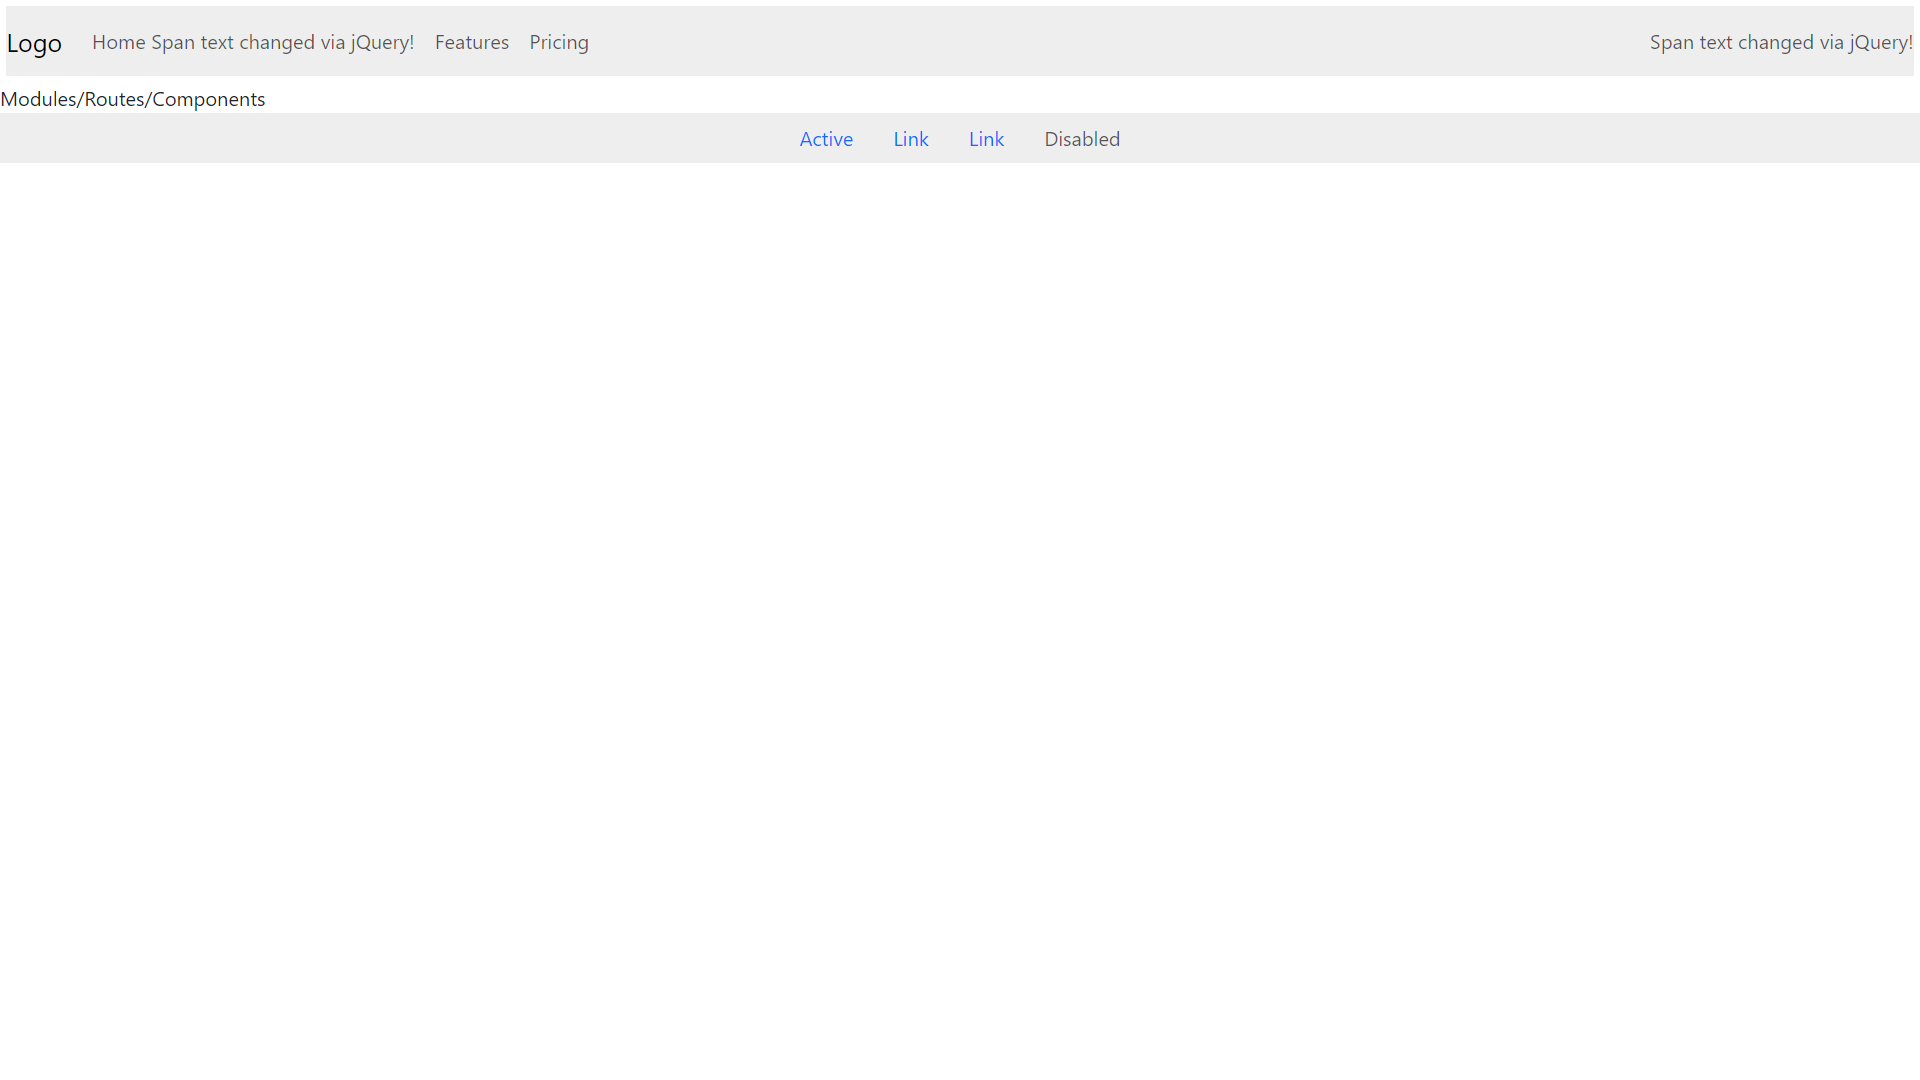 Logo Home Span text changed via jQuery! Features Pricing Span text changed via jQuery!
Modules/Routes/Components
Active Link Link Disabled